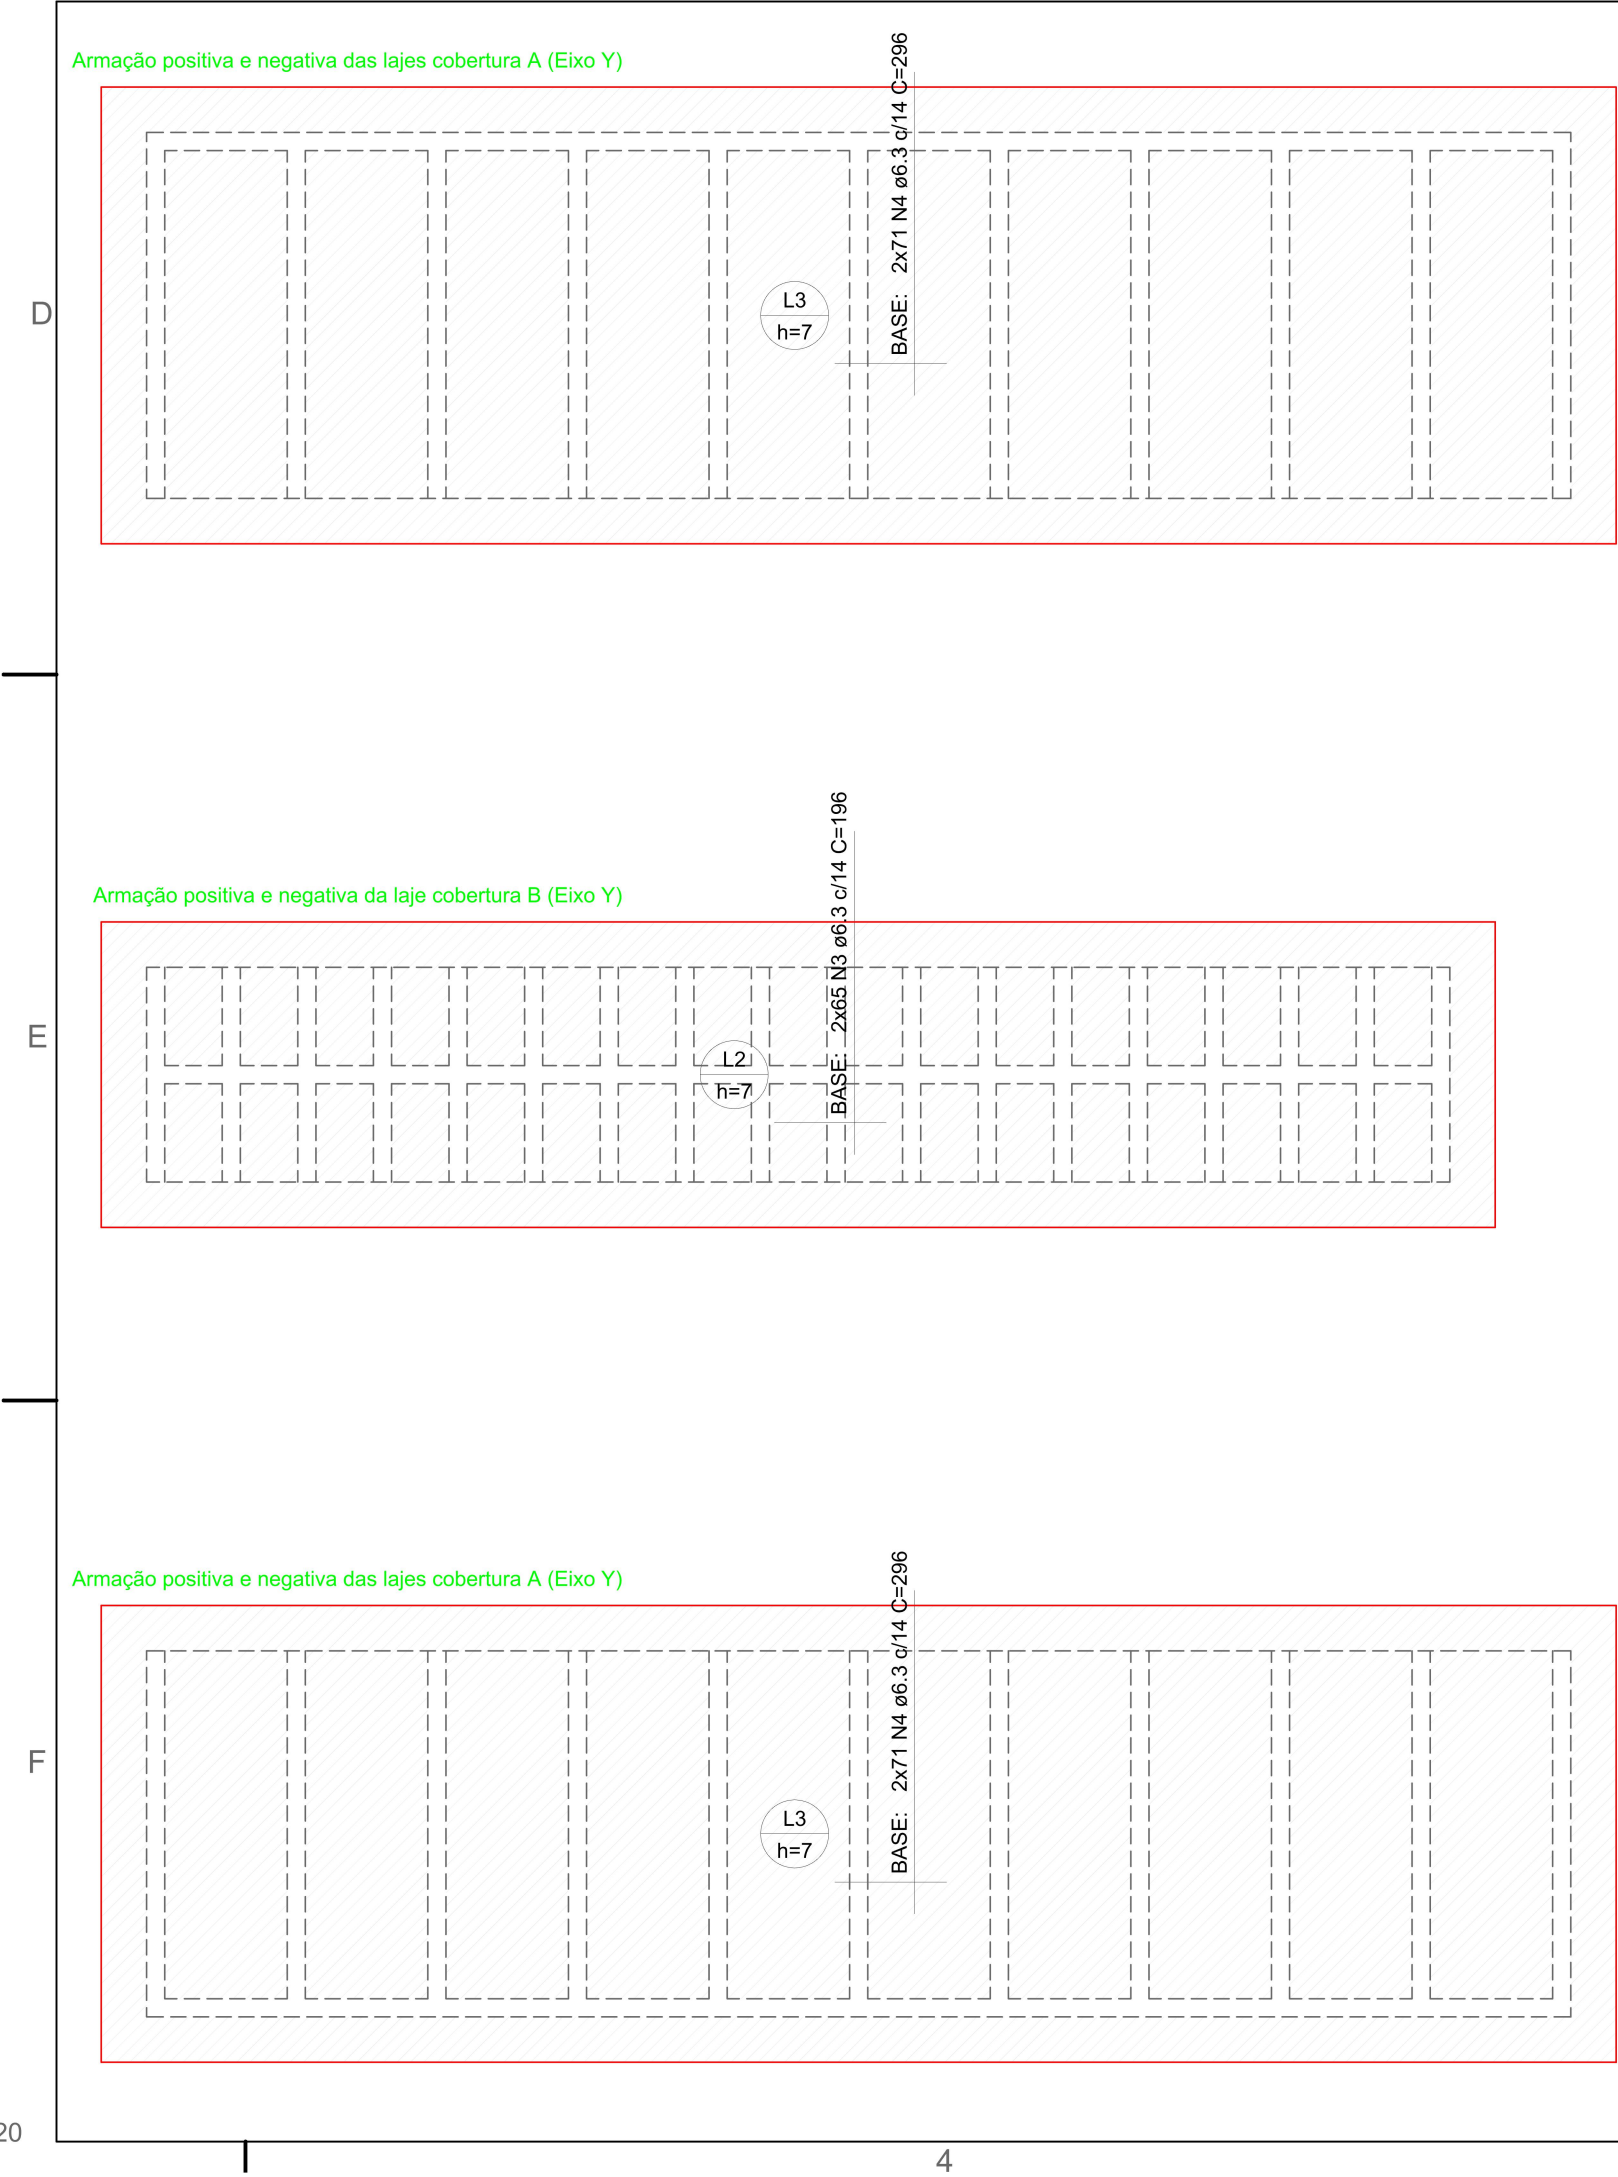 Armação positiva e negativa das lajes cobertura A (Eixo Y)
BASE: 2x71 N4 ø6.3 c/14 C=296
L3
h=7
D
Armação positiva e negativa da laje cobertura B (Eixo Y)
BASE: 2x65 N3 ø6.3 c/14 C=196
L2
h=7
E
Armação positiva e negativa das lajes cobertura A (Eixo Y)
BASE: 2x71 N4 ø6.3 c/14 C=296
L3
h=7
F
20
4